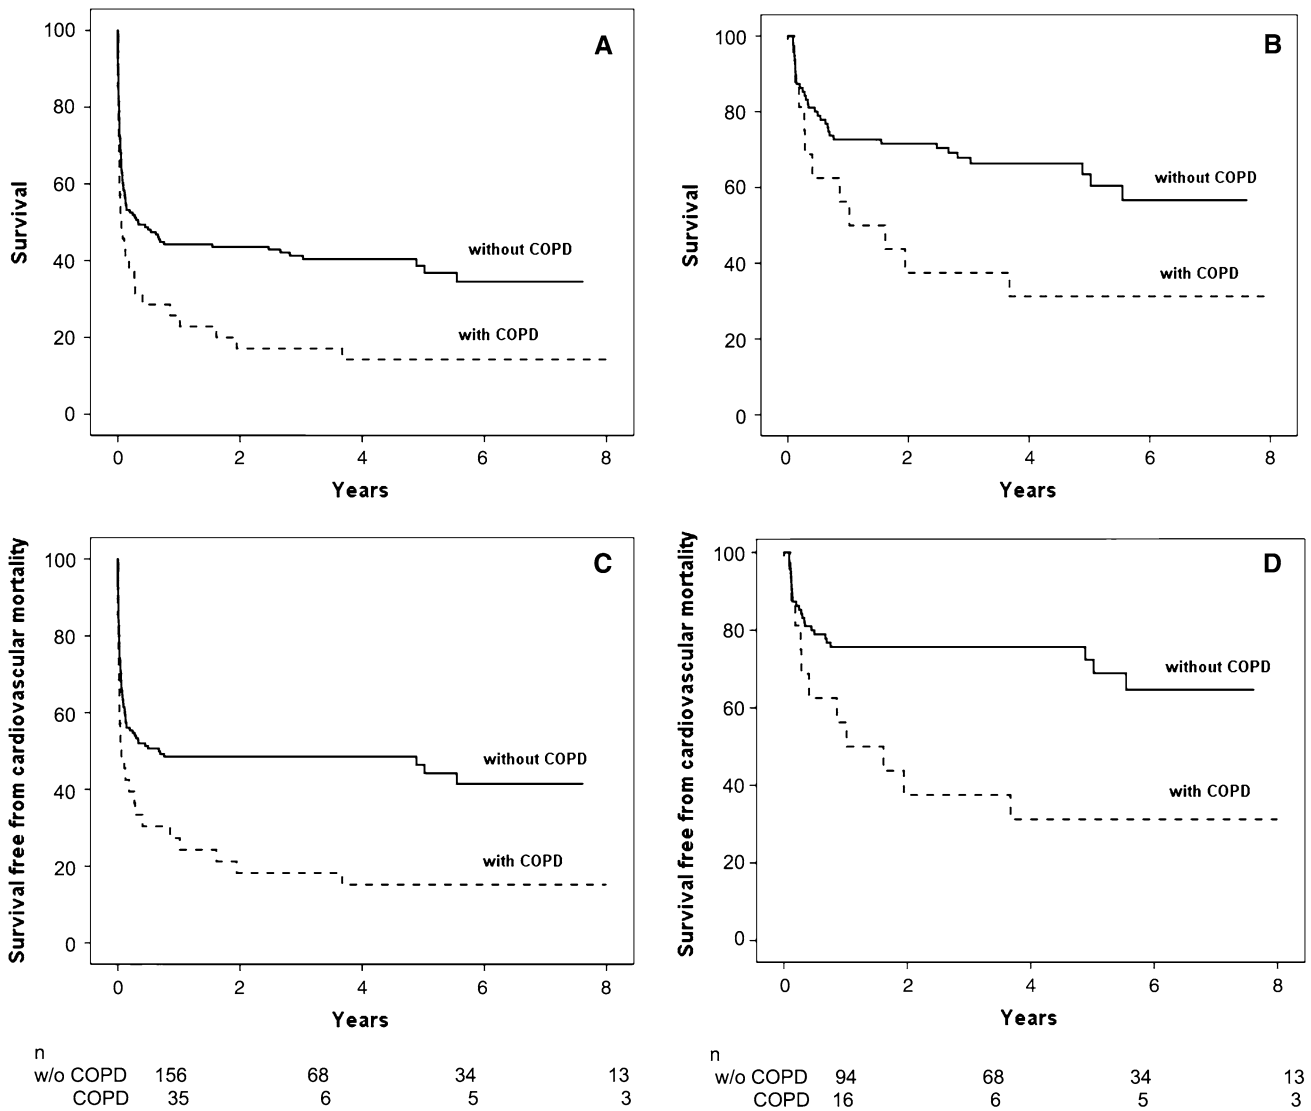 A
Survival
100
80
60
40
20
0
without COPD
with COPD
0 2 4 6 8
Years
B
Survival
100
80
60
40
20
0
without COPD
with COPD
0 2 4 6 8
Years
C
Survival free from cardiovascular mortality
100
80
60
40
20
0
without COPD
with COPD
0 2 4 6 8
Years
D
Survival free from cardiovascular mortality
100
80
60
40
20
0
without COPD
with COPD
0 2 4 6 8
Years
n
w/o COPD 156 68 34 13
COPD 35 6 5 3
n
w/o COPD 94 68 34 13
COPD 16 6 5 3